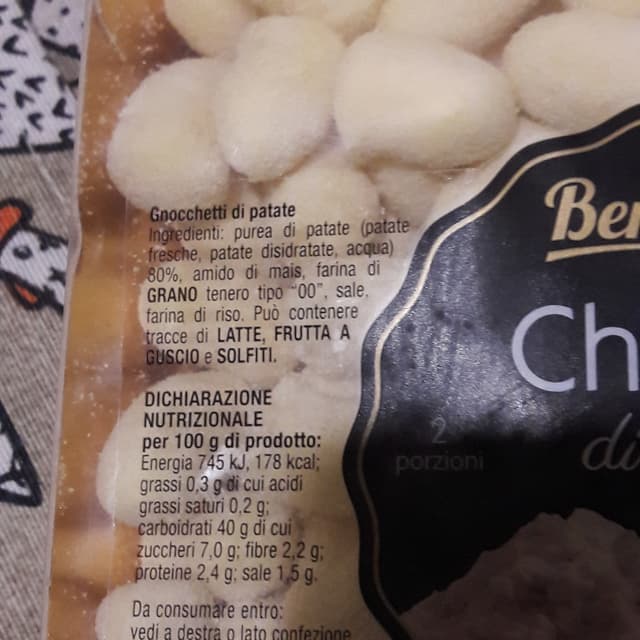 Gnocchetti di patate
Ingredienti: purea di patate (patate
fresche, patate disidratate, acqua)
80%, amido di mais, farina di
GRANO tenero tipo "00", sale,
farina di riso. Può contenere
tracce di LATTE, FRUTTA A
GUSCIO e SOLFITI.
DICHIARAZIONE
NUTRIZIONALE
per 100 g di prodotto:
Energia 745 kJ, 178 kcal;
grassi 0,3 g di cui acidi
grassi saturi 0,2 g;
carboidrati 40 g di cui
zuccheri 7,0 g; fibre 2,2 g;
proteine 2,4 g; sale 1,5 g.
Da consumare entro:
vedi a destra o lato confezione
Ber
Ch
di
2
porzioni